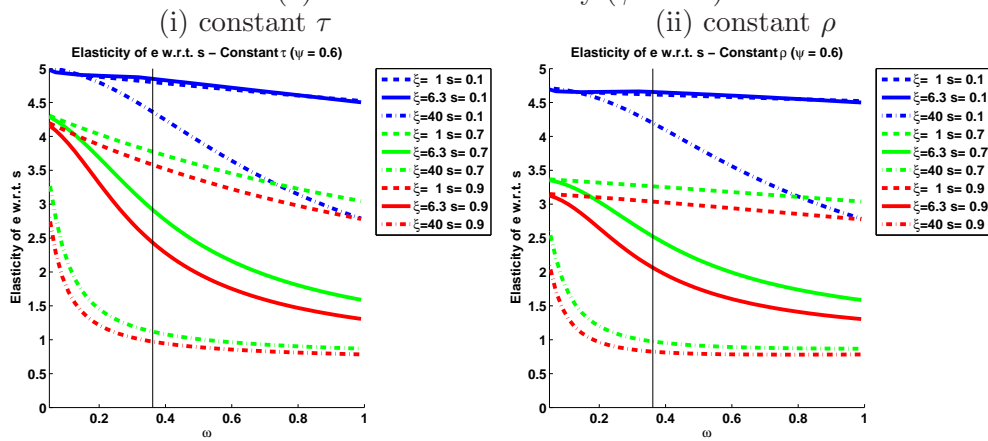 (i) constant τ
(ii) constant ρ
Elasticity of e w.r.t. s − Constant τ (ψ = 0.6)
Elasticity of e w.r.t. s
5
4.5
4
3.5
3
2.5
2
1.5
1
0.5
0
0.2
0.4
0.6
0.8
1
ω
ξ= 1 s= 0.1
ξ=6.3 s= 0.1
ξ=40 s= 0.1
ξ= 1 s= 0.7
ξ=6.3 s= 0.7
ξ=40 s= 0.7
ξ= 1 s= 0.9
ξ=6.3 s= 0.9
ξ=40 s= 0.9
Elasticity of e w.r.t. s − Constant ρ (ψ = 0.6)
Elasticity of e w.r.t. s
5
4.5
4
3.5
3
2.5
2
1.5
1
0.5
0
0.2
0.4
0.6
0.8
1
ω
ξ= 1 s= 0.1
ξ=6.3 s= 0.1
ξ=40 s= 0.1
ξ= 1 s= 0.7
ξ=6.3 s= 0.7
ξ=40 s= 0.7
ξ= 1 s= 0.9
ξ=6.3 s= 0.9
ξ=40 s= 0.9